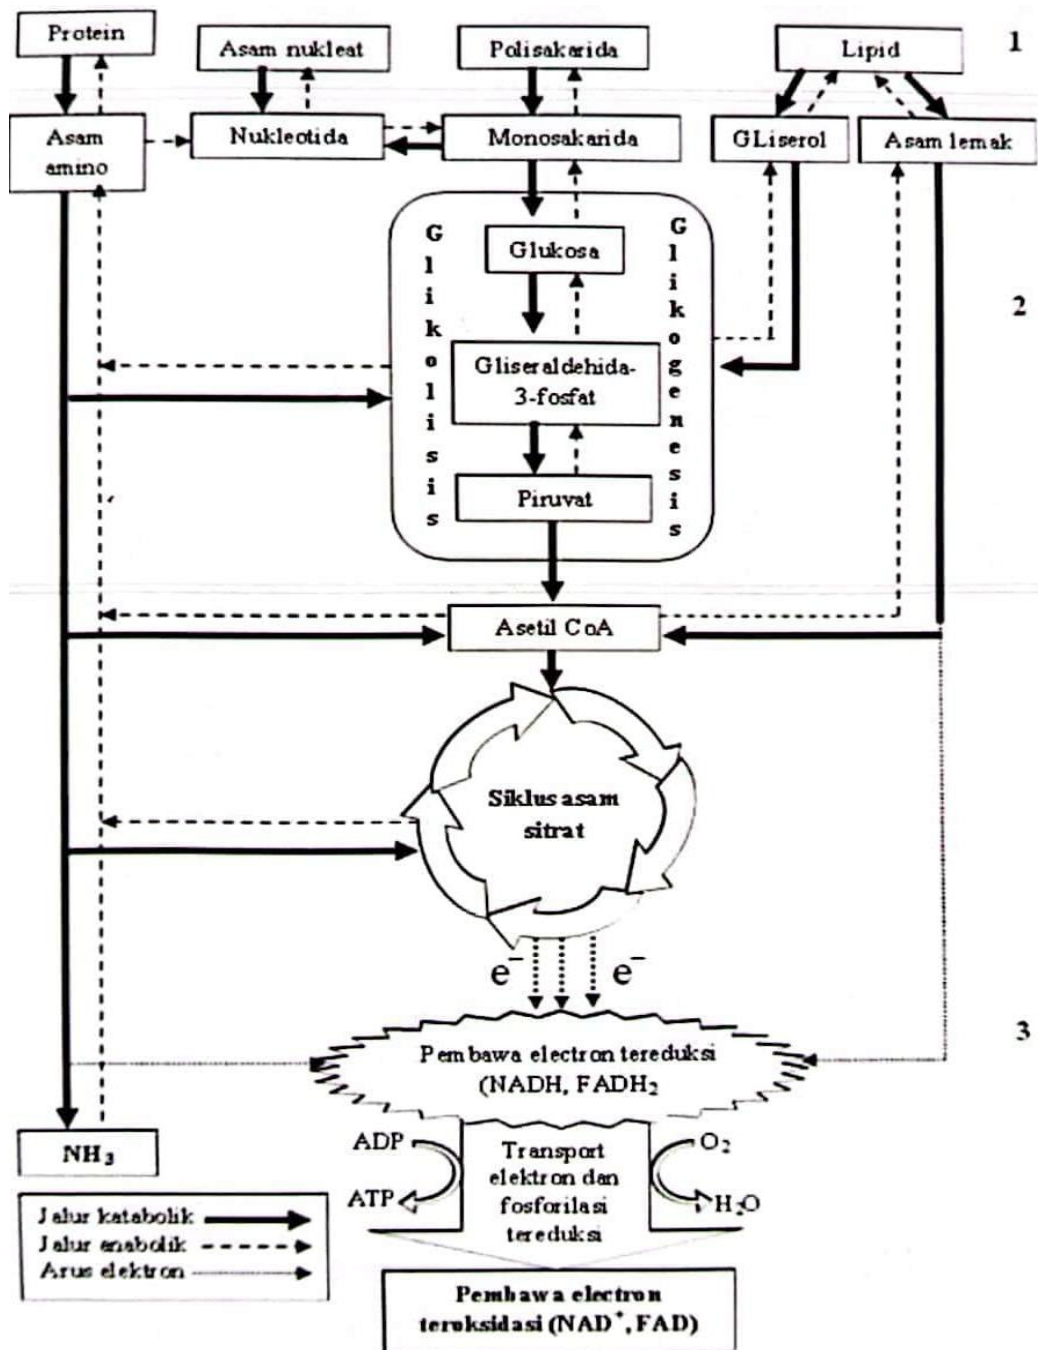 Protein
Asam nukleat
Polisakarida
Lipid
1
Asam
amino
Nukleotida
Monosakarida
GLiserol
Asam lemak
Glikolisis
Glukosa
Glikogenesis
2
Gliseraldehida-
3-fosfat
Piruvat
Asetil CoA
Siklus asam
sitrat
e⁻
e⁻
3
Pembawa electron tereduksi
(NADH, FADH₂
NH₃
ADP
ATP
Transport
elektron dan
fosforilasi
tereduksi
O₂
H₂O
Jalur katabolik
Jalur anabolik
Arus elektron
Pembawa electron
teroksidasi (NAD⁺, FAD)